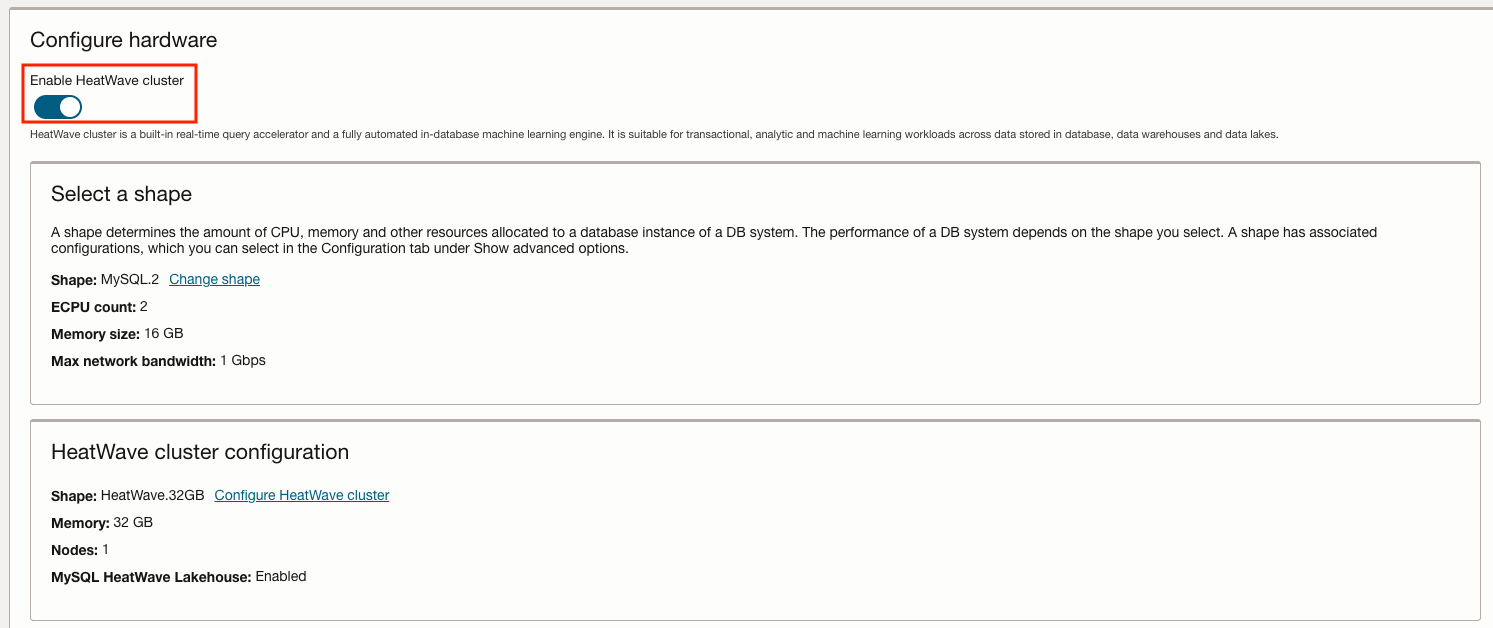 Configure hardware
Enable HeatWave cluster
HeatWave cluster is a built-in real-time query accelerator and a fully automated in-database machine learning engine. It is suitable for transactional, analytic and machine learning workloads across data stored in database, data warehouses and data lakes.
Select a shape
A shape determines the amount of CPU, memory and other resources allocated to a database instance of a DB system. The performance of a DB system depends on the shape you select. A shape has associated
configurations, which you can select in the Configuration tab under Show advanced options.
Shape: MySQL.2 Change shape
ECPU count: 2
Memory size: 16 GB
Max network bandwidth: 1 Gbps
HeatWave cluster configuration
Shape: HeatWave.32GB Configure HeatWave cluster
Memory: 32 GB
Nodes: 1
MySQL HeatWave Lakehouse: Enabled